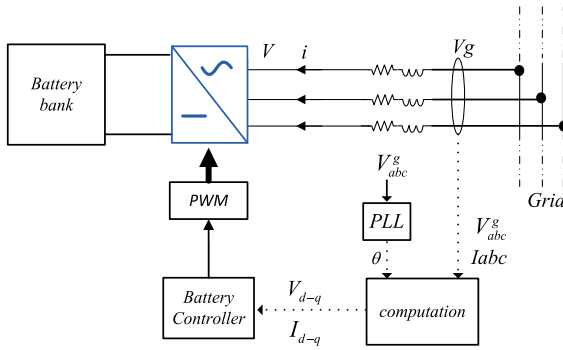 Battery
bank
V
i
Vg
V^g_abc
PWM
PLL
Grid
V^g_abc
Iabc
θ
Battery
Controller
V_d-q
I_d-q
computation